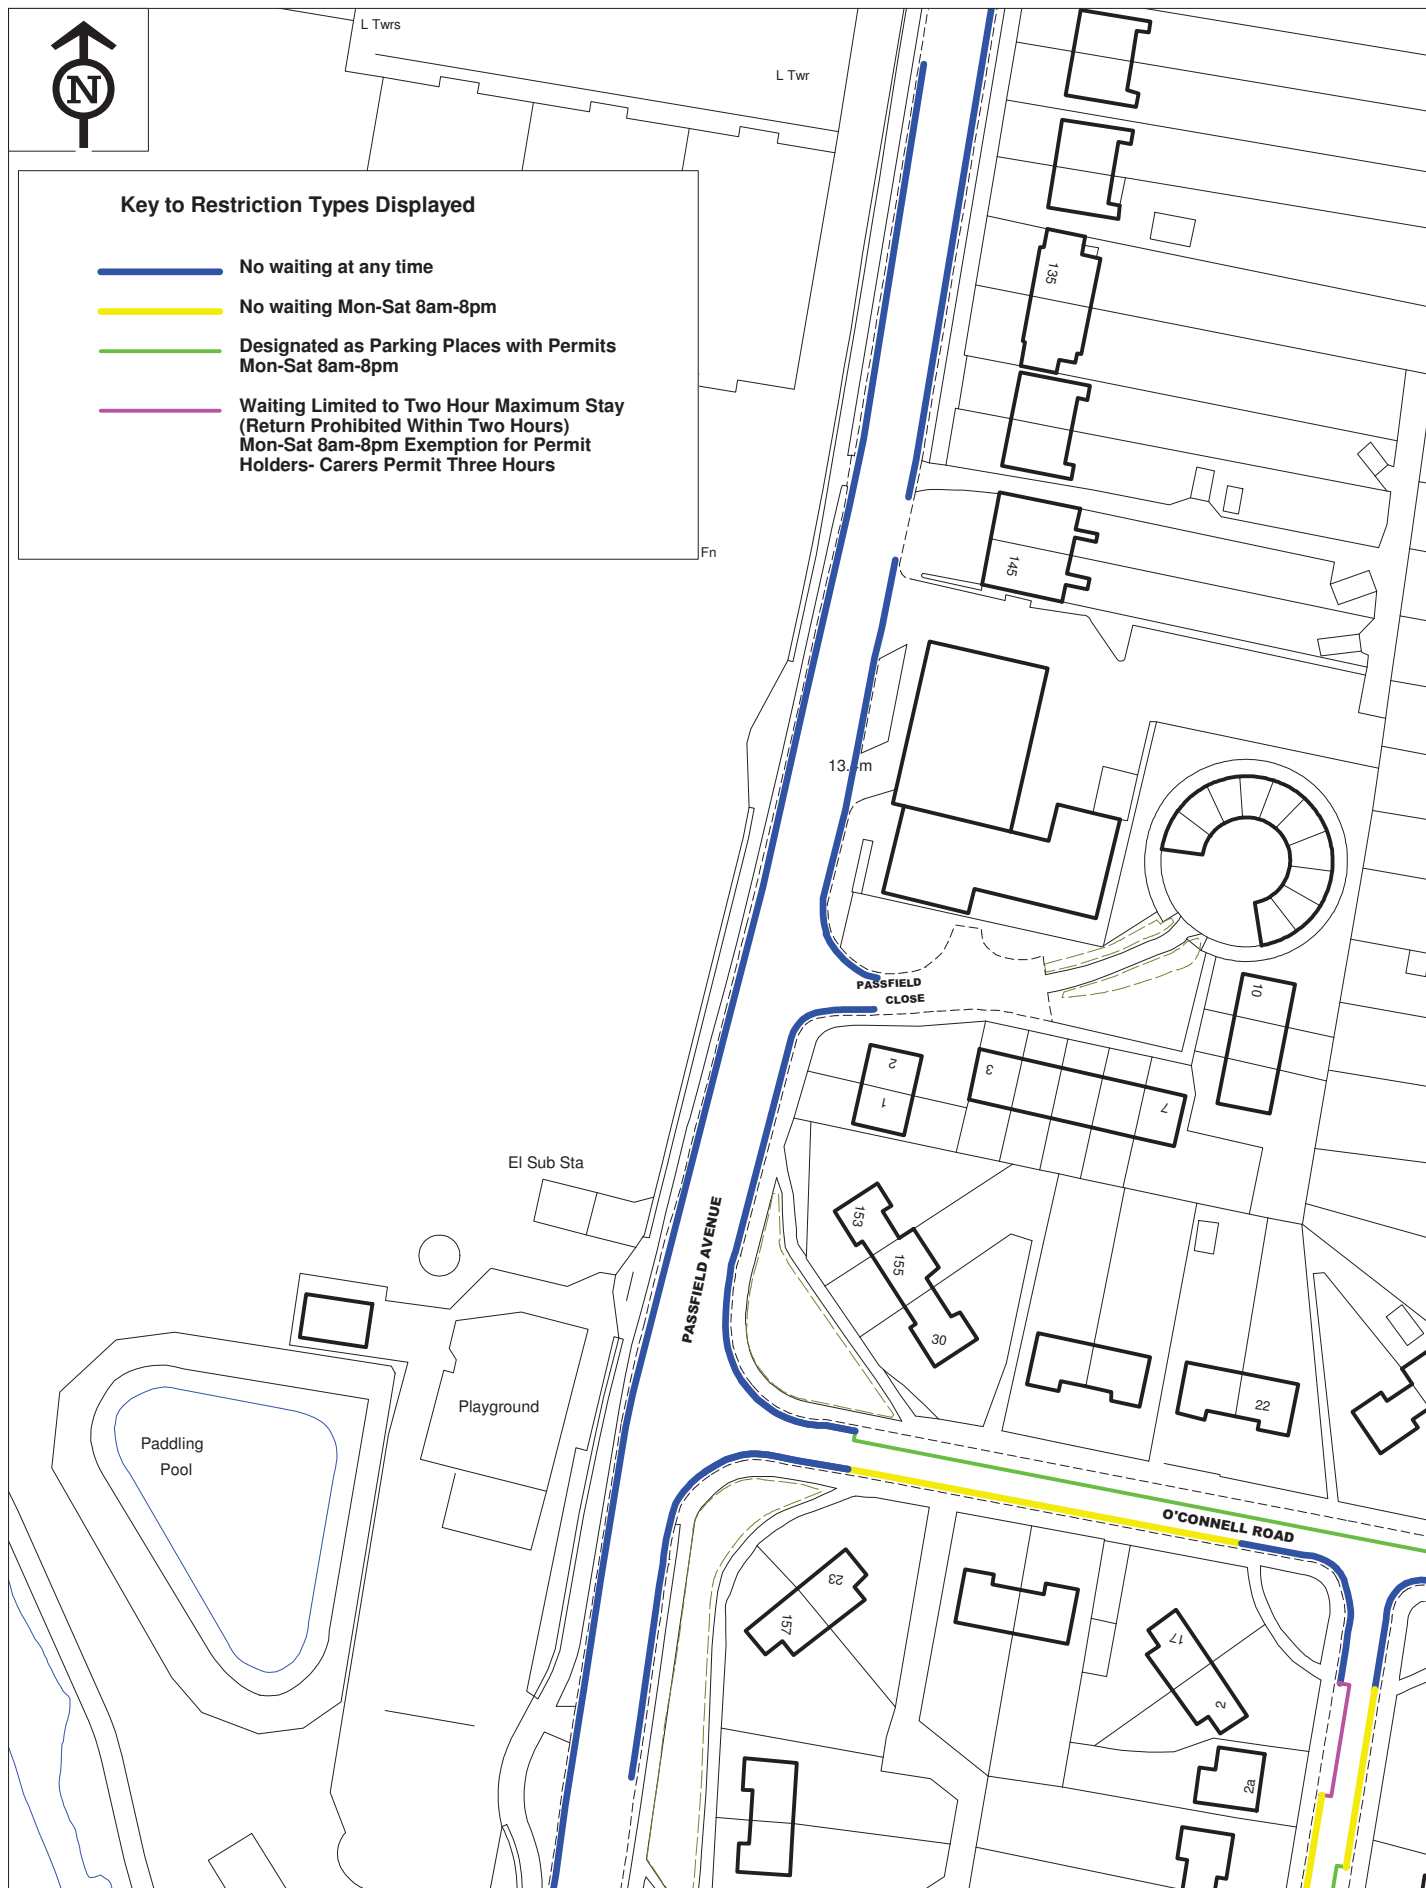 L Twrs
L Twr
N
Key to Restriction Types Displayed
No waiting at any time
No waiting Mon-Sat 8am-8pm
Designated as Parking Places with Permits
Mon-Sat 8am-8pm
Waiting Limited to Two Hour Maximum Stay
(Return Prohibited Within Two Hours)
Mon-Sat 8am-8pm Exemption for Permit
Holders- Carers Permit Three Hours
135
Fn
145
PASSFIELD
CLOSE
10
2
1
3
7
El Sub Sta
PASSFIELD AVENUE
153
155
30
Playground
22
Paddling
Pool
O'CONNELL ROAD
23
157
17
2
2a